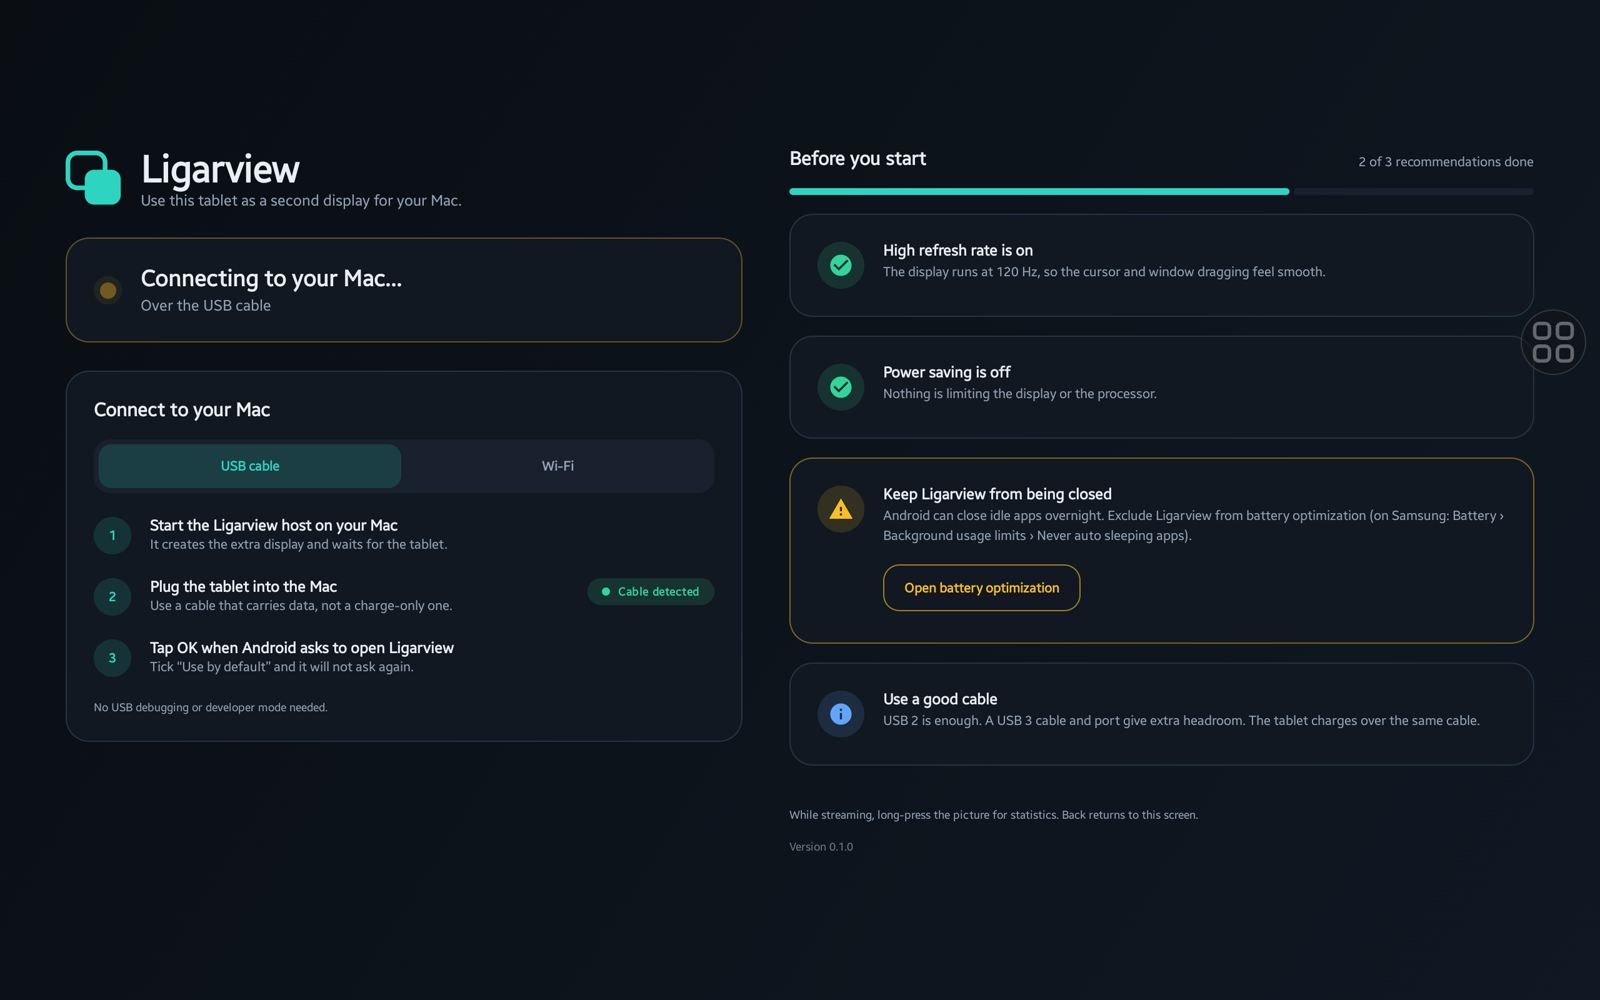 Ligarview
Use this tablet as a second display for your Mac.
Connecting to your Mac...
Over the USB cable
Connect to your Mac
USB cable
Wi-Fi
1
Start the Ligarview host on your Mac
It creates the extra display and waits for the tablet.
2
Plug the tablet into the Mac
Use a cable that carries data, not a charge-only one.
Cable detected
3
Tap OK when Android asks to open Ligarview
Tick “Use by default” and it will not ask again.
No USB debugging or developer mode needed.
Before you start
2 of 3 recommendations done
High refresh rate is on
The display runs at 120 Hz, so the cursor and window dragging feel smooth.
Power saving is off
Nothing is limiting the display or the processor.
Keep Ligarview from being closed
Android can close idle apps overnight. Exclude Ligarview from battery optimization (on Samsung: Battery ›
Background usage limits › Never auto sleeping apps).
Open battery optimization
Use a good cable
USB 2 is enough. A USB 3 cable and port give extra headroom. The tablet charges over the same cable.
While streaming, long-press the picture for statistics. Back returns to this screen.
Version 0.1.0